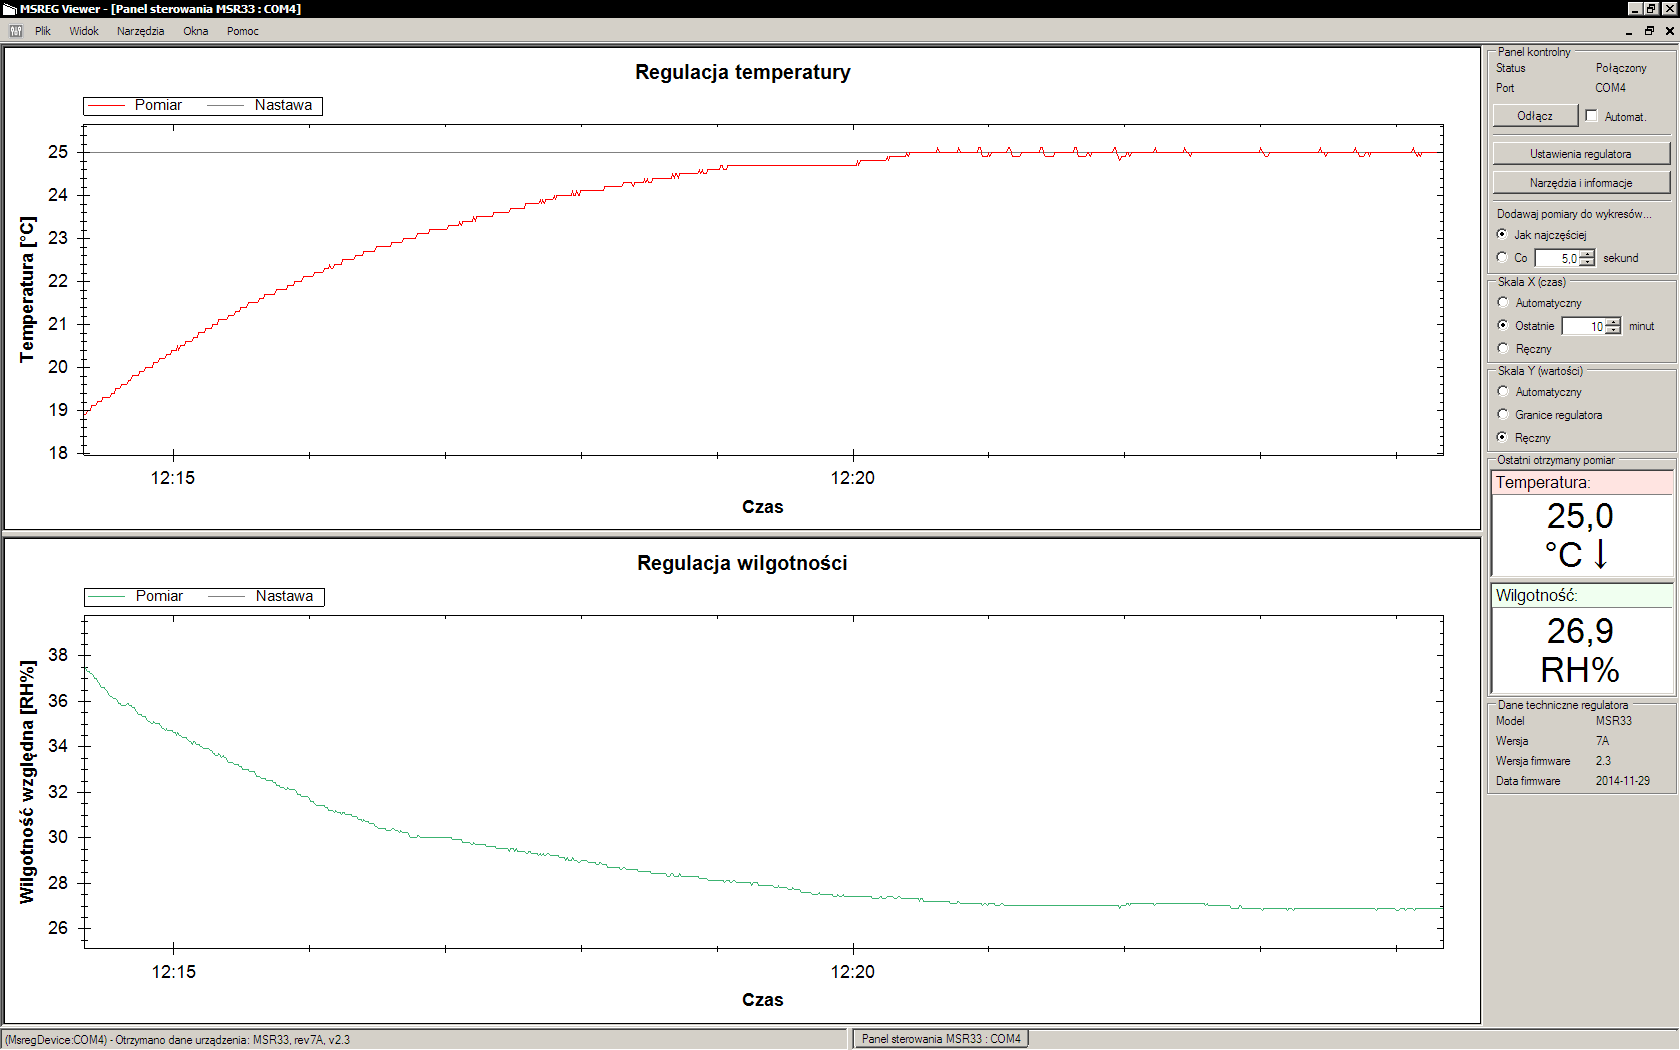 MSREG Viewer - [Panel sterowania MSR33 : COM4]
Plik Widok Narzędzia Okna Pomoc
Regulacja temperatury
Pomiar Nastawa
Temperatura [°C]
25
24
23
22
21
20
19
18
12:15 12:20
Czas
Regulacja wilgotności
Pomiar Nastawa
Wilgotność względna [RH%]
38
36
34
32
30
28
26
12:15 12:20
Czas
Panel kontrolny
Status Połączony
Port COM4
Odłącz Automat.
Ustawienia regulatora
Narzędzia i informacje
Dodawaj pomiary do wykresów...
Jak najczęściej
Co 5,0 sekund
Skala X (czas)
Automatyczny
Ostatnie 10 minut
Ręczny
Skala Y (wartości)
Automatyczny
Granice regulatora
Ręczny
Ostatni otrzymany pomiar
Temperatura:
25,0
°C ↓
Wilgotność:
26,9
RH%
Dane techniczne regulatora
Model MSR33
Wersja 7A
Wersja firmware 2.3
Data firmware 2014-11-29
(MsregDevice:COM4) - Otrzymano dane urządzenia: MSR33, rev7A, v2.3
Panel sterowania MSR33 : COM4